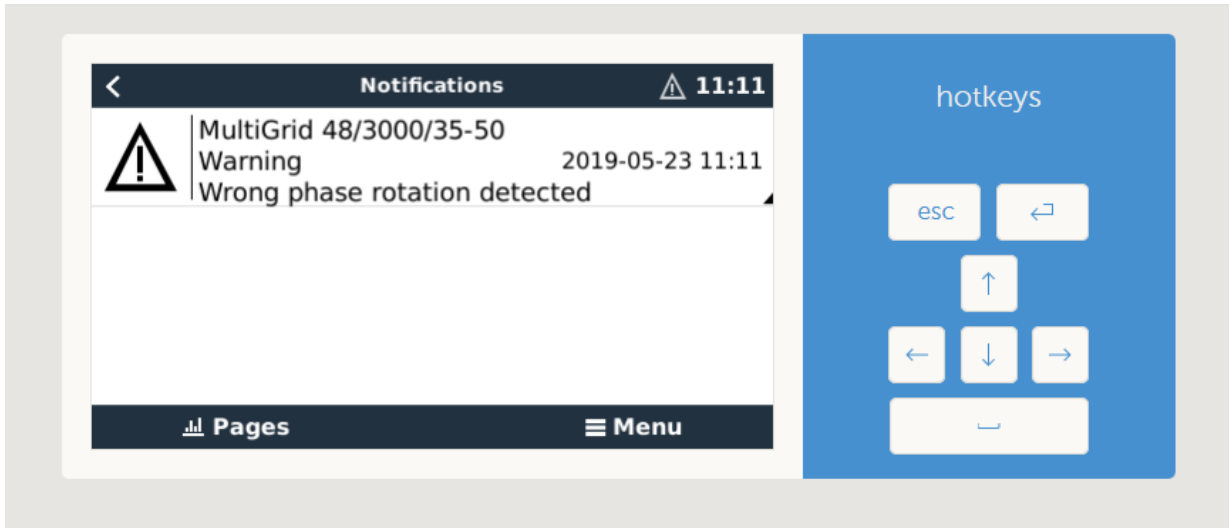 Notifications 11:11
MultiGrid 48/3000/35-50
Warning 2019-05-23 11:11
Wrong phase rotation detected
Pages Menu
hotkeys
esc